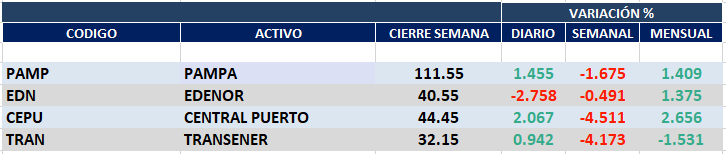 VARIACIÓN %
CODIGO ACTIVO CIERRE SEMANA DIARIO SEMANAL MENSUAL
PAMP PAMPA 111.55 1.455 -1.675 1.409
EDN EDENOR 40.55 -2.758 -0.491 1.375
CEPU CENTRAL PUERTO 44.45 2.067 -4.511 2.656
TRAN TRANSENER 32.15 0.942 -4.173 -1.531